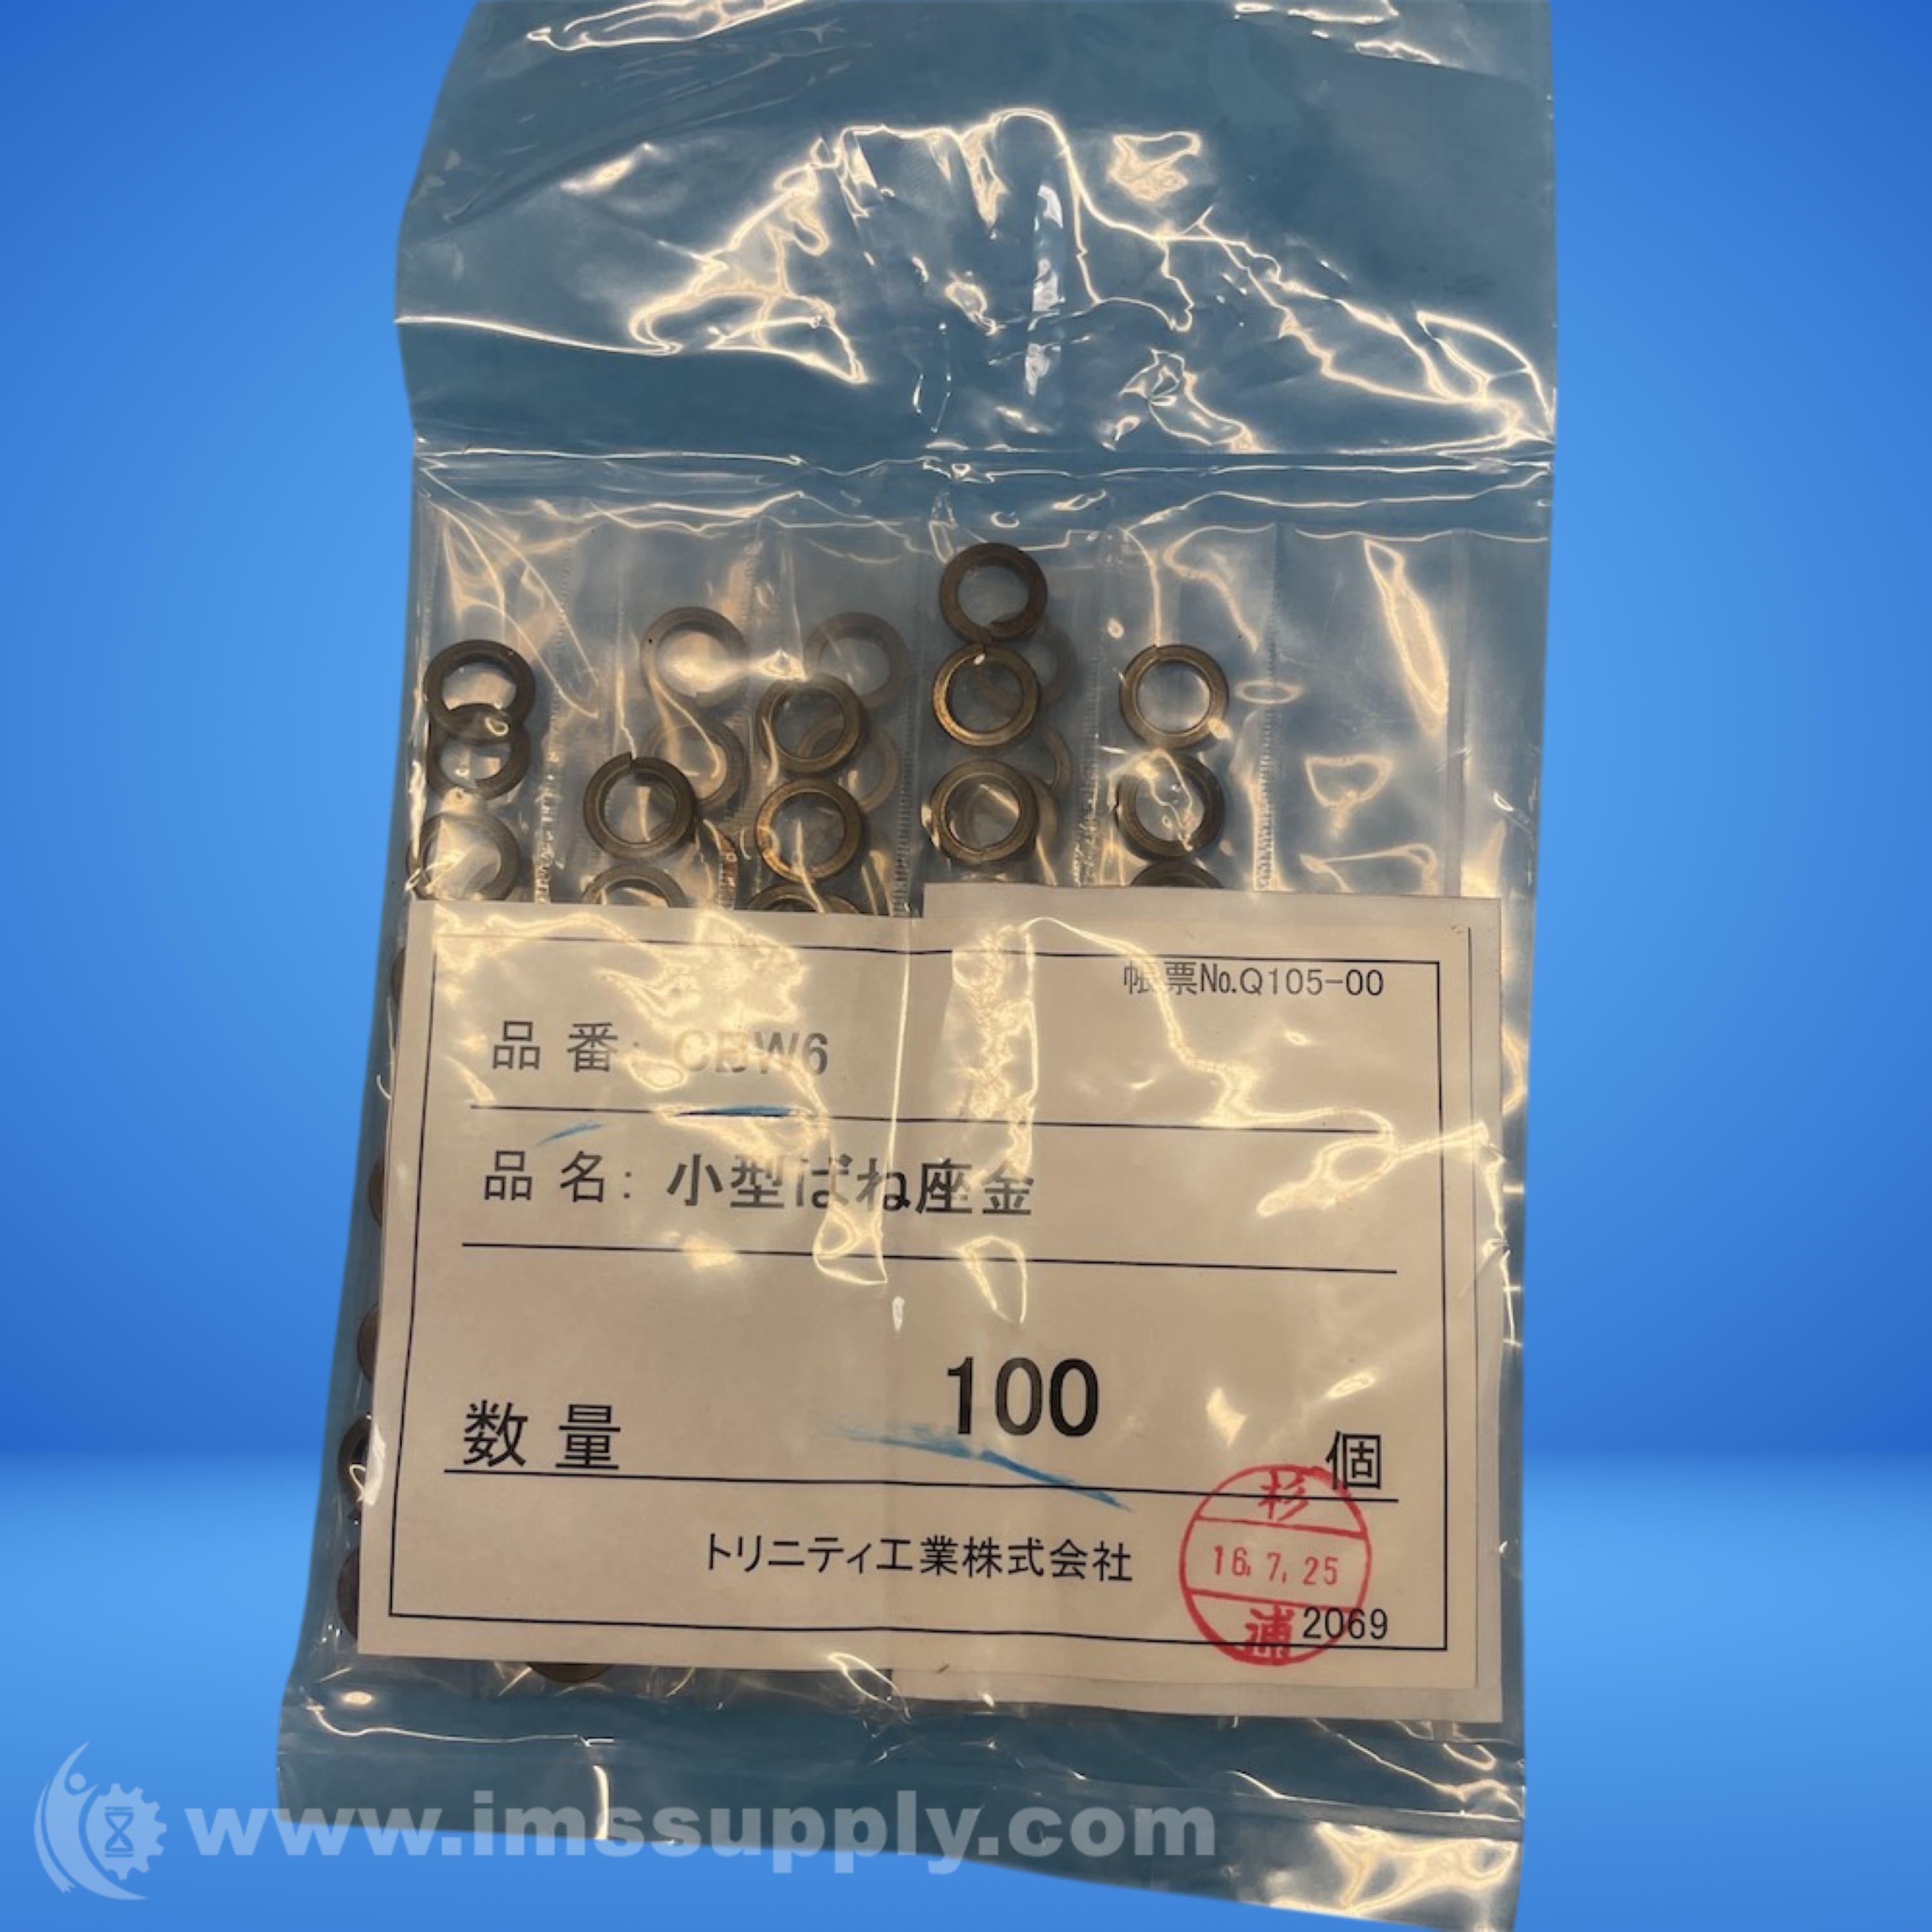 帳票No.Q105-00
品 番: CBW6
品 名: 小型ばね座金
数 量 100 個
トリニティ工業株式会社
杉
16.7.25
浦
2069
www.imssupply.com